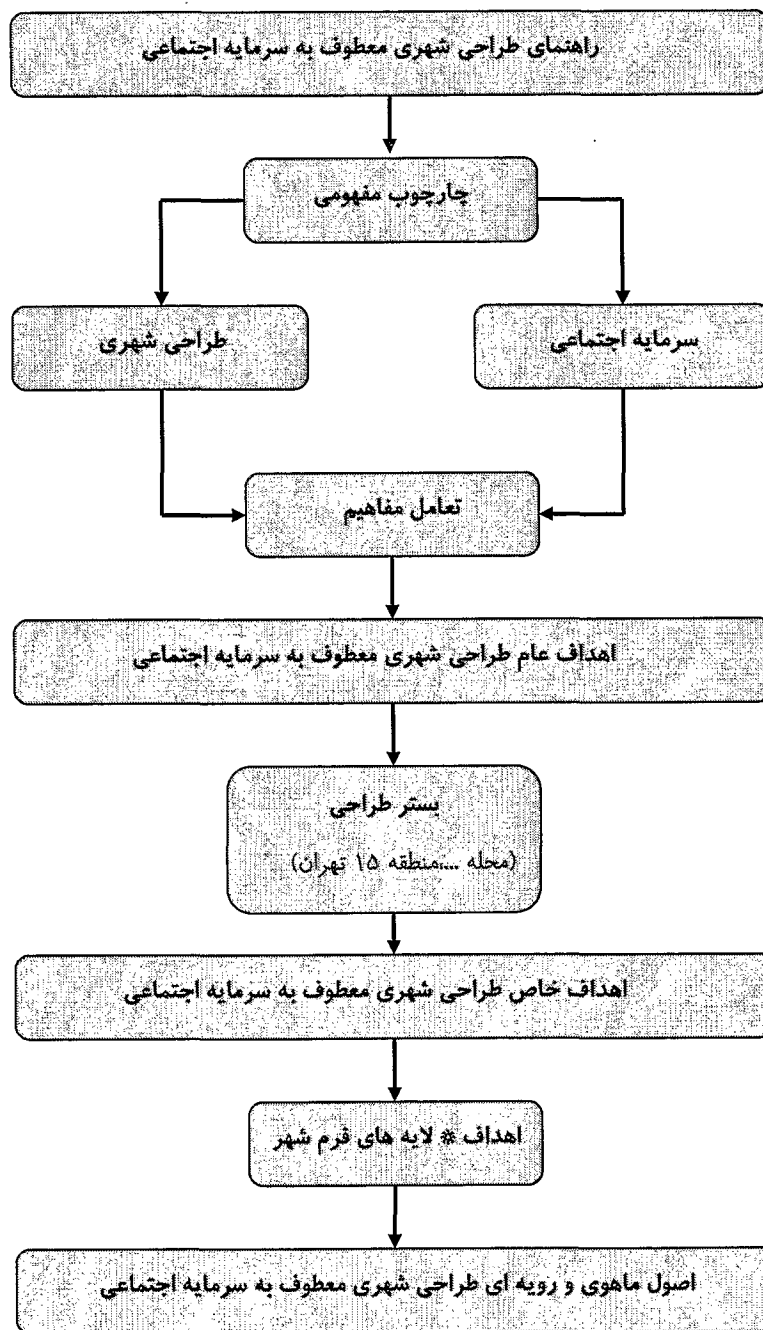 راهنمای طراحی شهری معطوف به سرمایه اجتماعی
چارچوب مفهومی
سرمایه اجتماعی
طراحی شهری
تعامل مفاهیم
اهداف عام طراحی شهری معطوف به سرمایه اجتماعی
بستر طراحی
(محله ....منطقه ۱۵ تهران)
اهداف خاص طراحی شهری معطوف به سرمایه اجتماعی
اهداف * لایه های فرم شهر
اصول ماهوی و رویه ای طراحی شهری معطوف به سرمایه اجتماعی